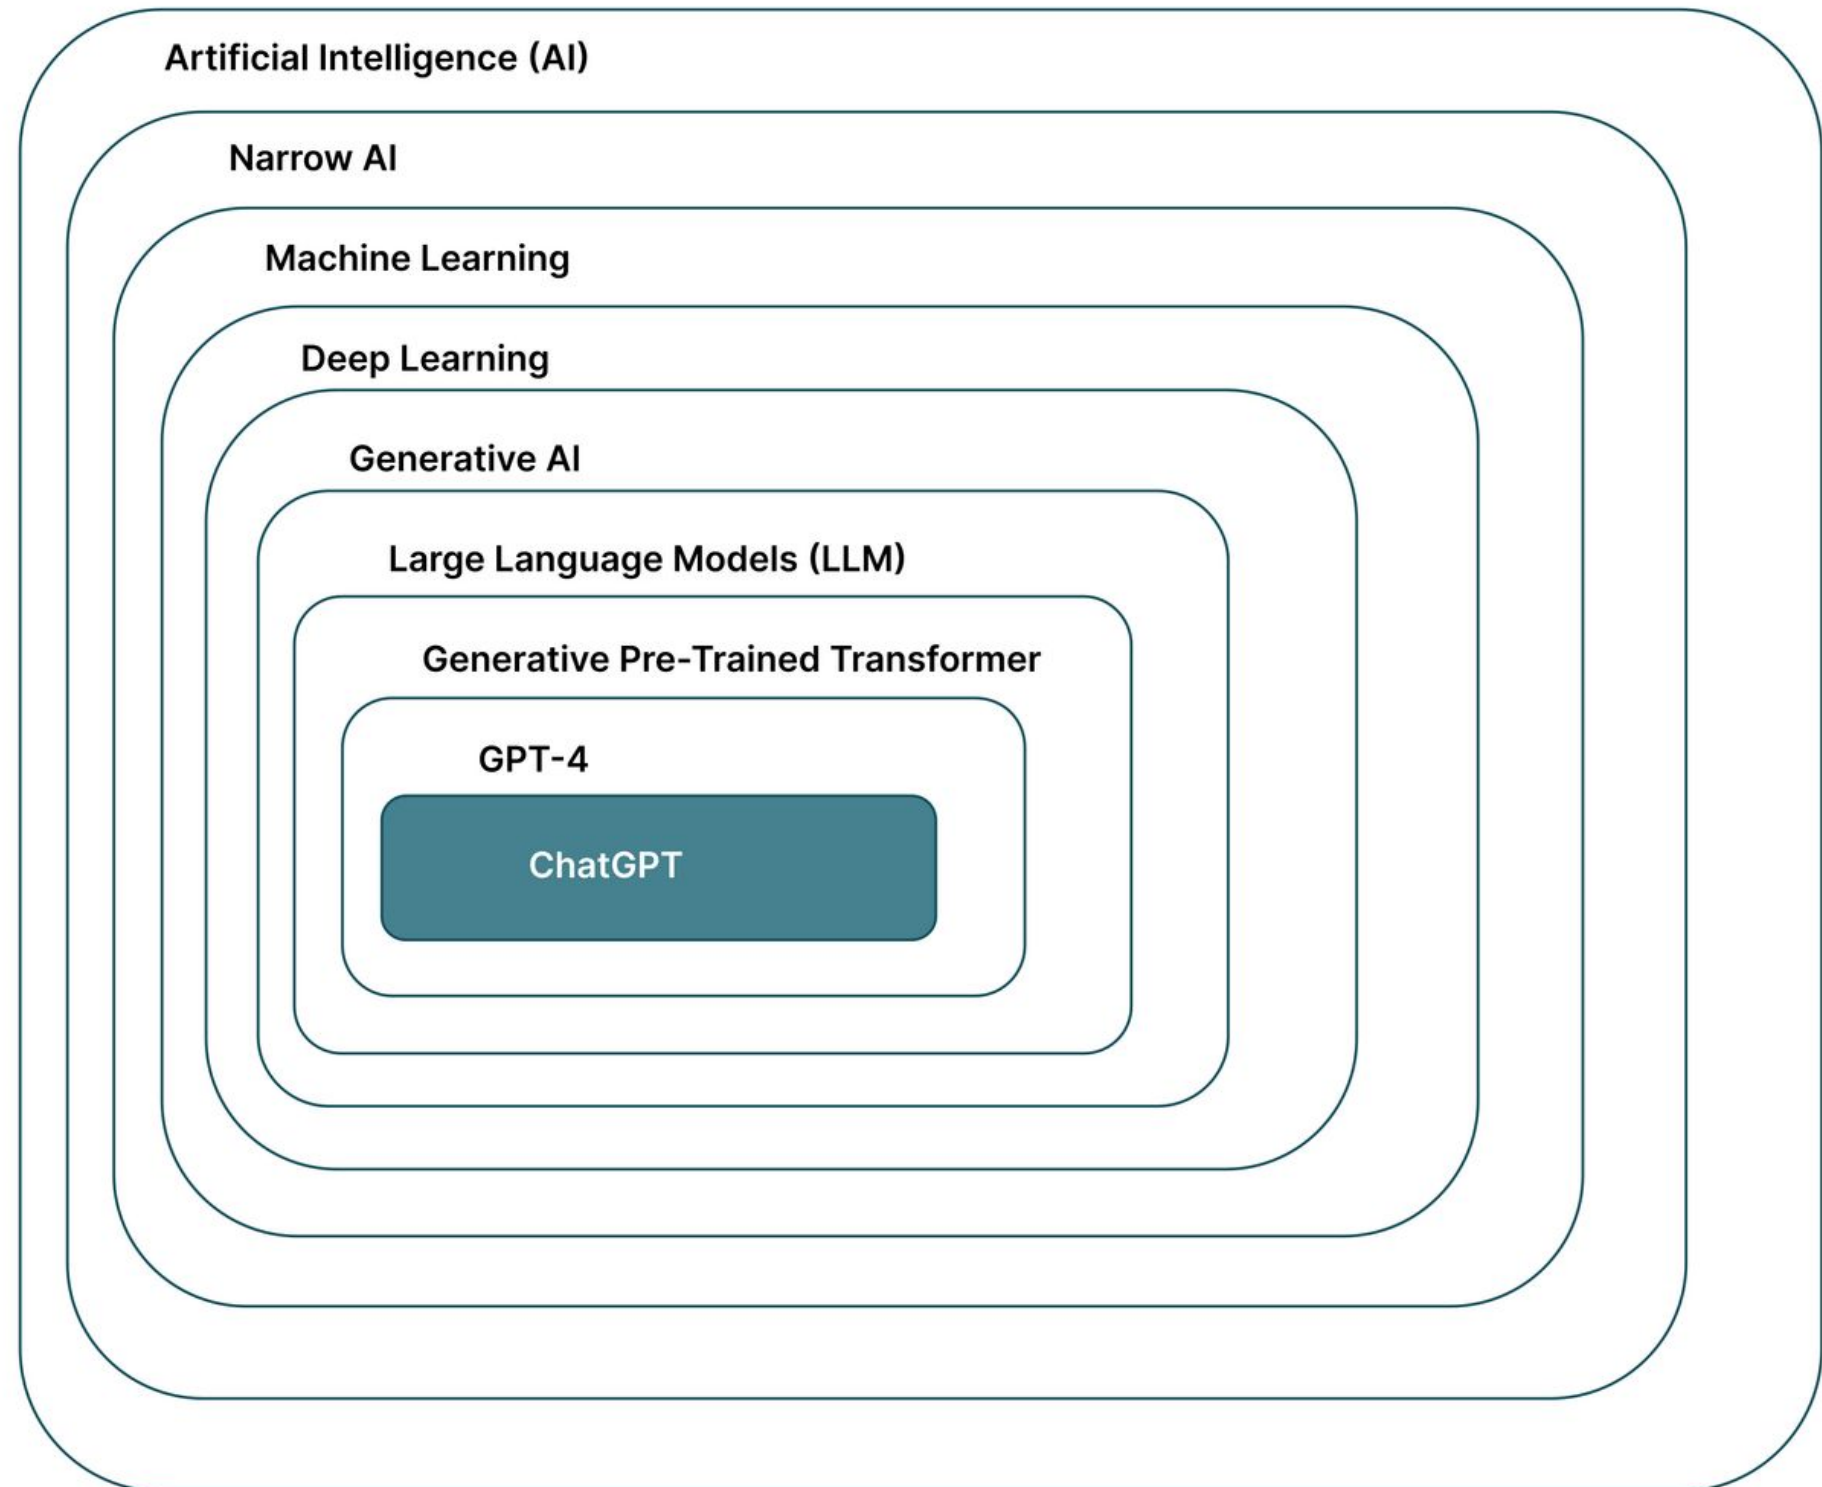 Artificial Intelligence (AI)
Narrow AI
Machine Learning
Deep Learning
Generative AI
Large Language Models (LLM)
Generative Pre-Trained Transformer
GPT-4
ChatGPT